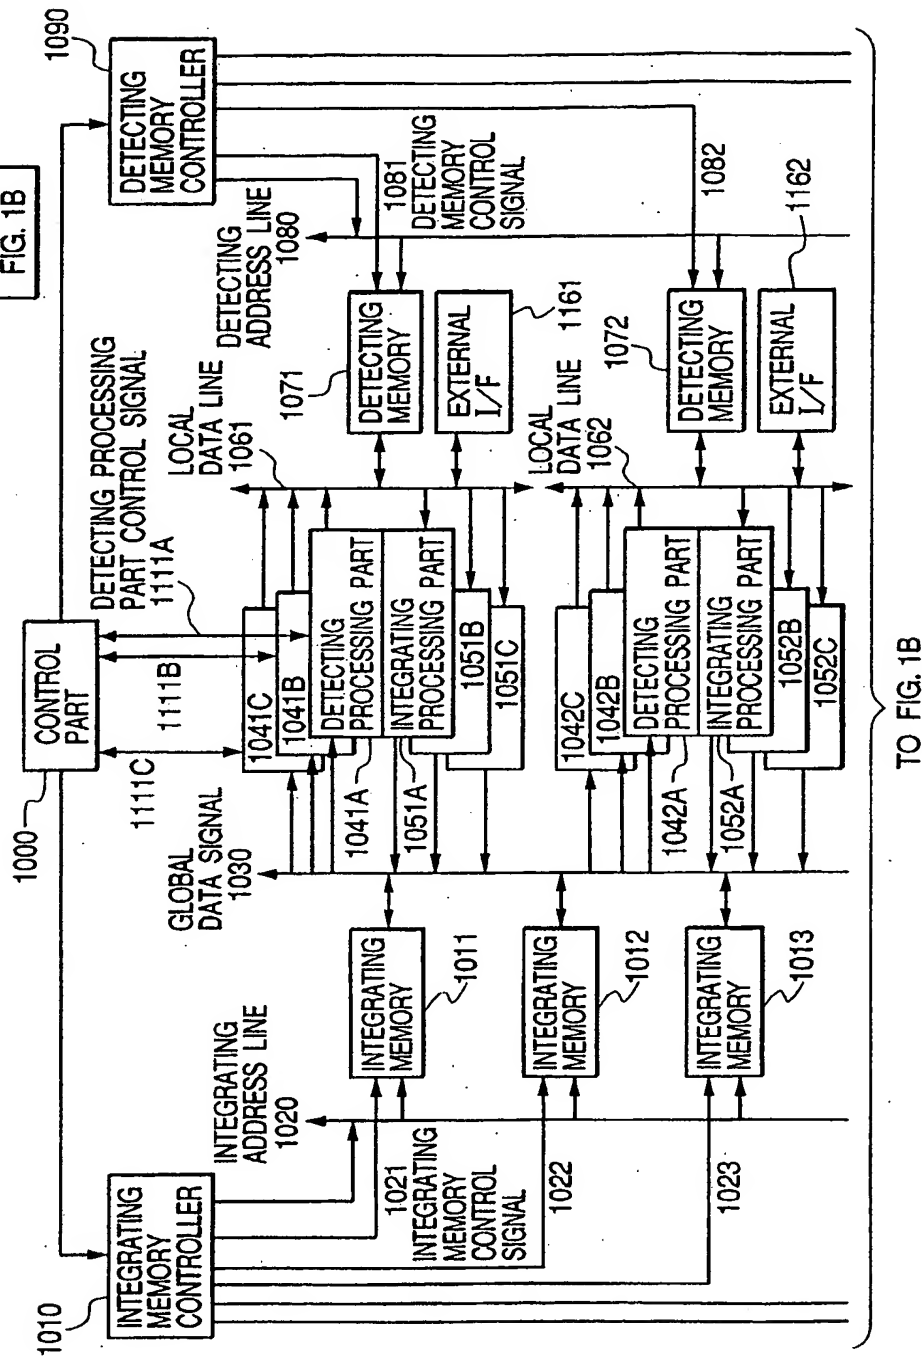 FIG. 1B
1000
CONTROL
PART
1010
INTEGRATING
MEMORY
CONTROLLER
1090
DETECTING
MEMORY
CONTROLLER
DETECTING PROCESSING
PART CONTROL SIGNAL
1111A
1111B
1111C
INTEGRATING
ADDRESS LINE
1020
GLOBAL
DATA SIGNAL
1030
LOCAL
DATA LINE
1061
DETECTING
ADDRESS LINE
1080
1021
INTEGRATING
MEMORY
CONTROL
SIGNAL
1022
1023
INTEGRATING
MEMORY
1011
INTEGRATING
MEMORY
1012
INTEGRATING
MEMORY
1013
1041C
1041B
DETECTING
PROCESSING PART
INTEGRATING
PROCESSING PART
1041A
1051A
1051B
1051C
1071
DETECTING
MEMORY
EXTERNAL
I/F
1161
1081
DETECTING
MEMORY
CONTROL
SIGNAL
1082
1042C
1042B
DETECTING
PROCESSING PART
INTEGRATING
PROCESSING PART
1042A
1052A
1052B
1052C
LOCAL
DATA LINE
1062
1072
DETECTING
MEMORY
EXTERNAL
I/F
1162
TO FIG. 1B